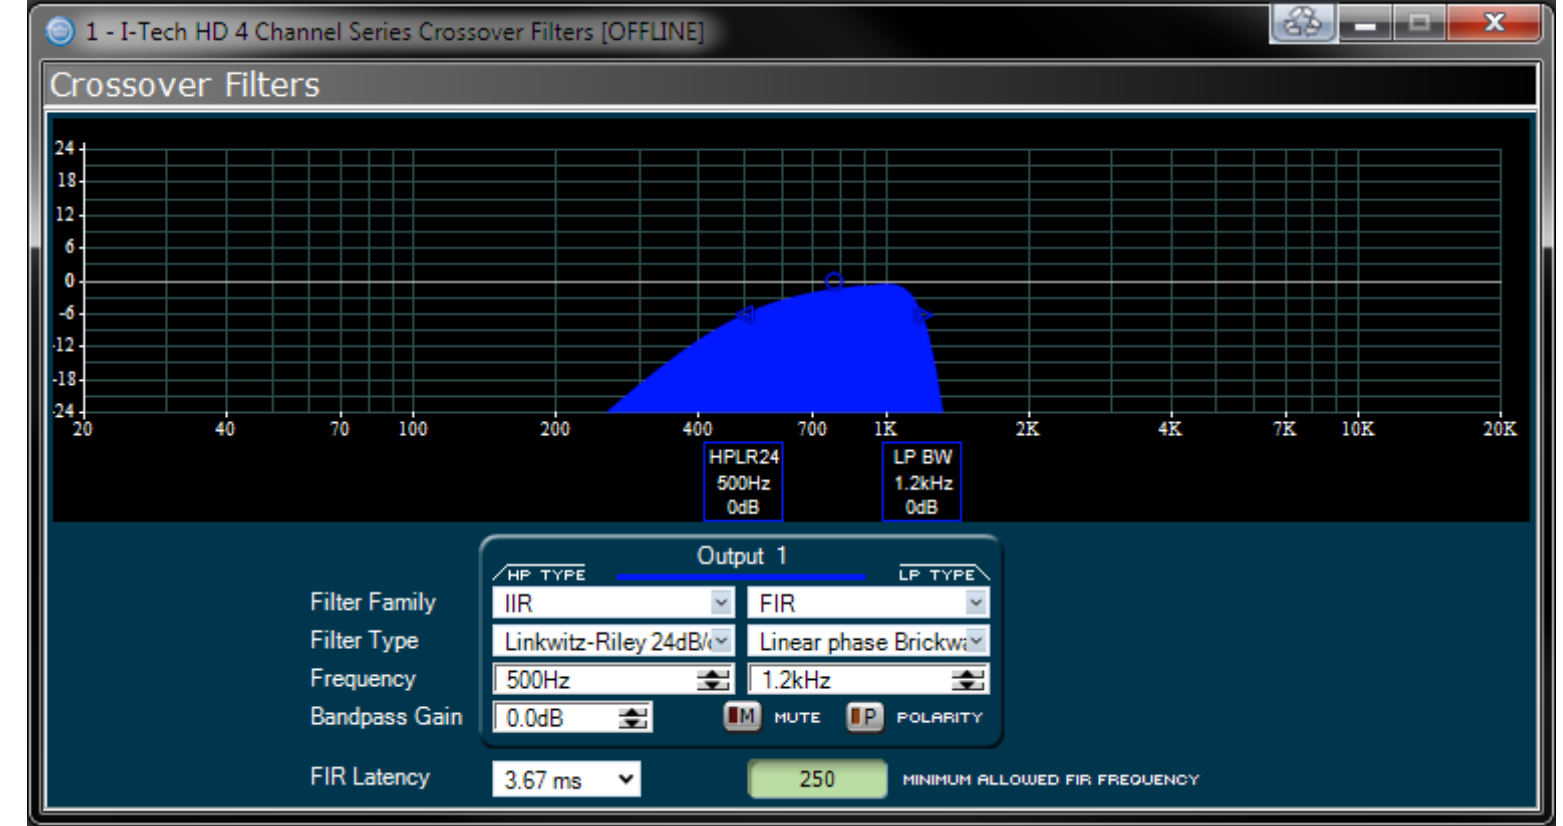 1 - I-Tech HD 4 Channel Series Crossover Filters [OFFLINE]
Crossover Filters
24
18
12
6
0
-6
-12
-18
-24
20 40 70 100 200 400 700 1K 2K 4K 7K 10K 20K
HPLR24 LP BW
500Hz 1.2kHz
0dB 0dB
Output 1
HP TYPE LP TYPE
Filter Family IIR FIR
Filter Type Linkwitz-Riley 24dB/ Linear phase Brickwa
Frequency 500Hz 1.2kHz
Bandpass Gain 0.0dB M MUTE P POLARITY
FIR Latency 3.67 ms 250 MINIMUM ALLOWED FIR FREQUENCY